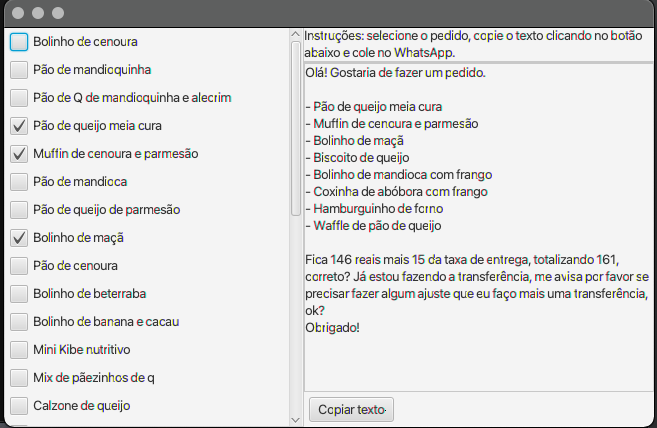 Bolinho de cenoura
Pão de mandioquinha
Pão de Q de mandioquinha e alecrim
Pão de queijo meia cura
Muffin de cenoura e parmesão
Pão de mandioca
Pão de queijo de parmesão
Bolinho de maçã
Pão de cenoura
Bolinho de beterraba
Bolinho de banana e cacau
Mini Kibe nutritivo
Mix de pãezinhos de q
Calzone de queijo
Instruções: selecione o pedido, copie o texto clicando no botão
abaixo e cole no WhatsApp.
Olá! Gostaria de fazer um pedido.
- Pão de queijo meia cura
- Muffin de cenoura e parmesão
- Bolinho de maçã
- Biscoito de queijo
- Bolinho de mandioca com frango
- Coxinha de abóbora com frango
- Hamburguinho de forno
- Waffle de pão de queijo
Fica 146 reais mais 15 da taxa de entrega, totalizando 161,
correto? Já estou fazendo a transferência, me avisa por favor se
precisar fazer algum ajuste que eu faço mais uma transferência,
ok?
Obrigado!
Copiar texto